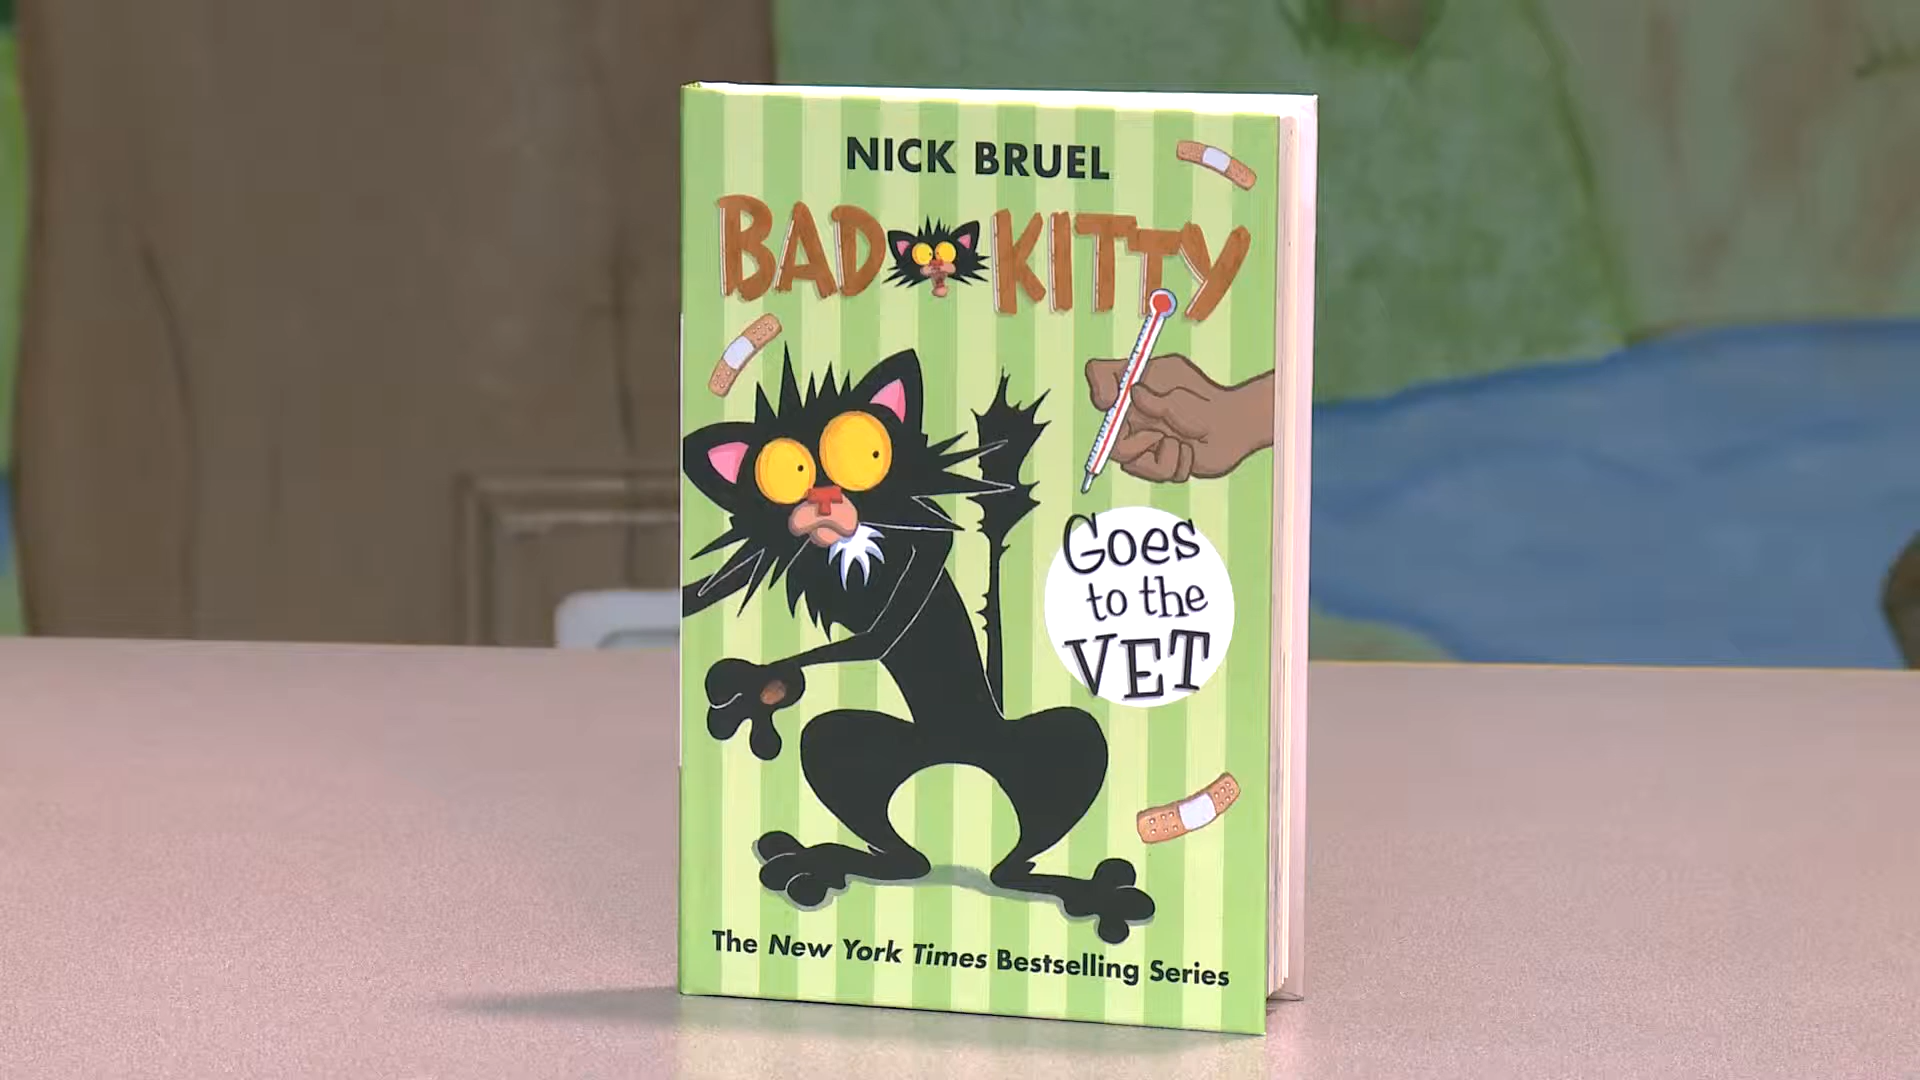 NICK BRUEL
BAD KITTY
Goes
to the
VET
The New York Times Bestselling Series